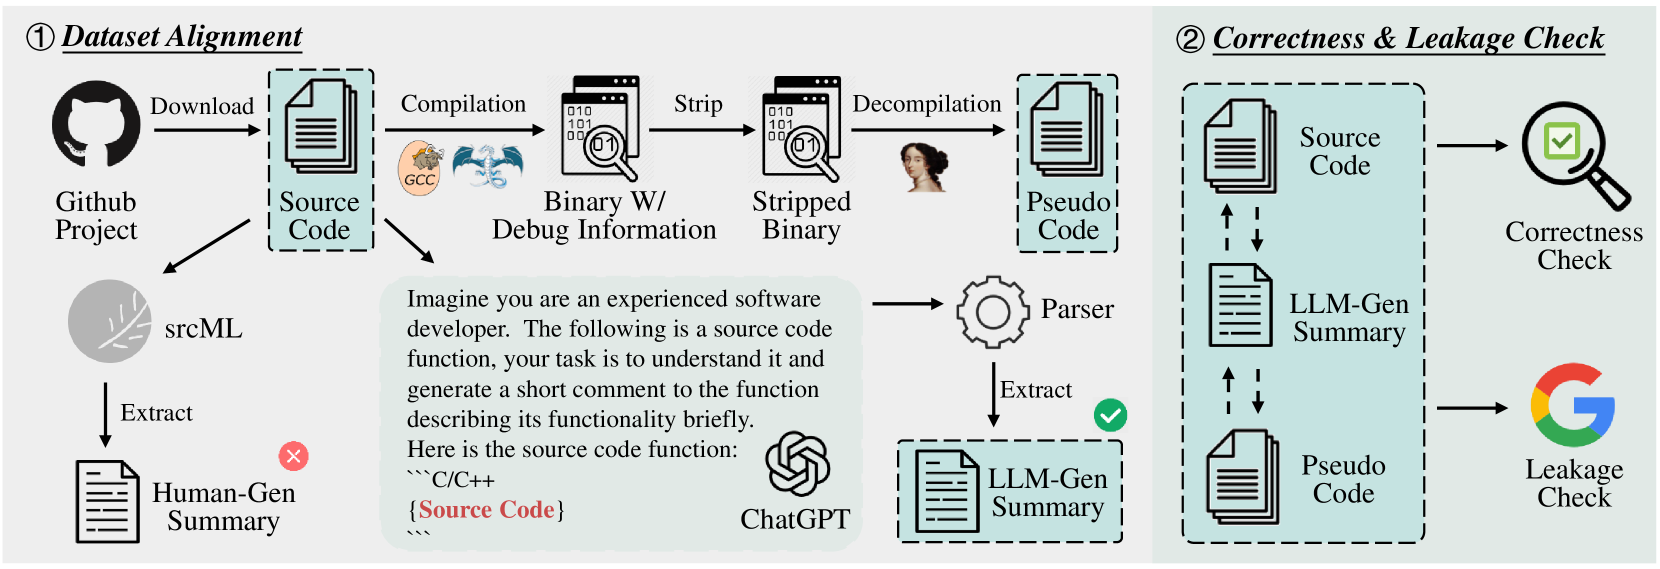 ① Dataset Alignment
Download
Compilation
Strip
Decompilation
010
101
00
01
010
101
00
01
GCC
Github
Project
Source
Code
Binary W/
Debug Information
Stripped
Binary
Pseudo
Code
srcML
Extract
Human-Gen
Summary
Imagine you are an experienced software
developer. The following is a source code
function, your task is to understand it and
generate a short comment to the function
describing its functionality briefly.
Here is the source code function:
```C/C++
{Source Code}
```
ChatGPT
Parser
Extract
LLM-Gen
Summary
② Correctness & Leakage Check
Source
Code
LLM-Gen
Summary
Pseudo
Code
Correctness
Check
Leakage
Check